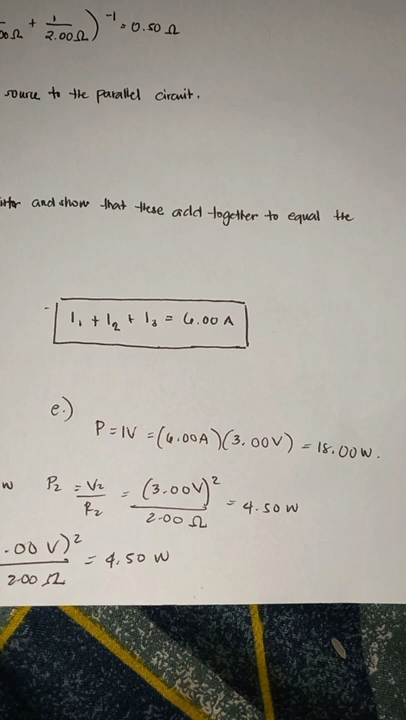 + 1/2.00Ω)⁻¹ = 0.50 Ω
source to the parallel circuit.
and show that these add together to equal the
I₁ + I₂ + I₃ = 6.00 A
e.)
P = IV = (6.00A)(3.00V) = 18.00 W.
W P₂ = V₂/R₂ = (3.00V)²/2.00 Ω = 4.50 W
.00 V)²/2.00 Ω = 4.50 W